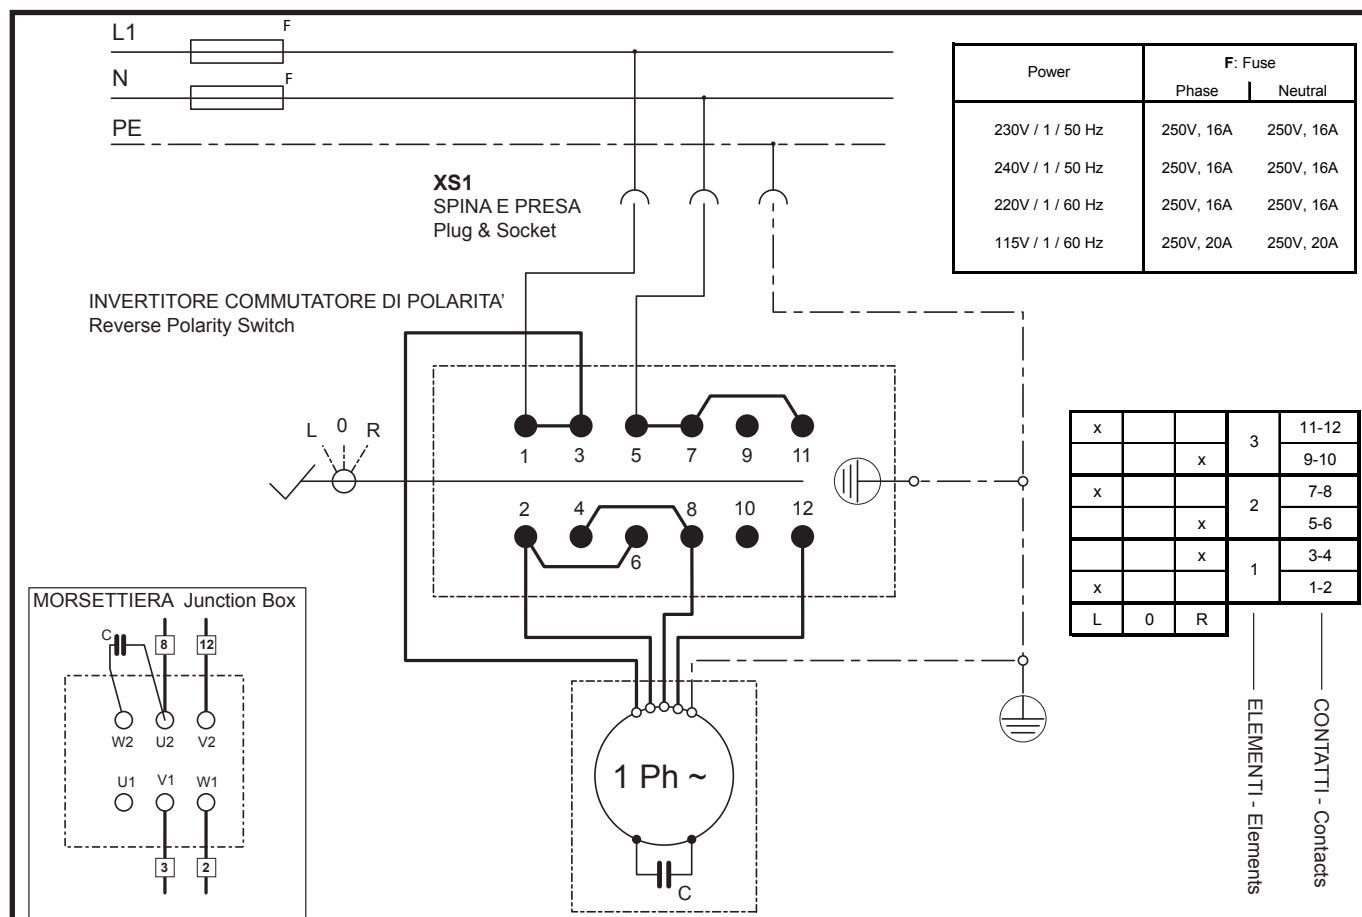 L1
F
N
F
PE
XS1
SPINA E PRESA
Plug & Socket
Power
F: Fuse
Phase Neutral
230V / 1 / 50 Hz 250V, 16A 250V, 16A
240V / 1 / 50 Hz 250V, 16A 250V, 16A
220V / 1 / 60 Hz 250V, 16A 250V, 16A
115V / 1 / 60 Hz 250V, 20A 250V, 20A
INVERTITORE COMMUTATORE DI POLARITA’
Reverse Polarity Switch
L 0 R
1 3 5 7 9 11
2 4 8 10 12
6
x 3 11-12
x 9-10
x 2 7-8
x 5-6
x 1 3-4
x 1-2
L 0 R
ELEMENTI - Elements
CONTATTI - Contacts
MORSETTIERA Junction Box
C 8 12
W2 U2 V2
U1 V1 W1
3 2
1 Ph ~
C